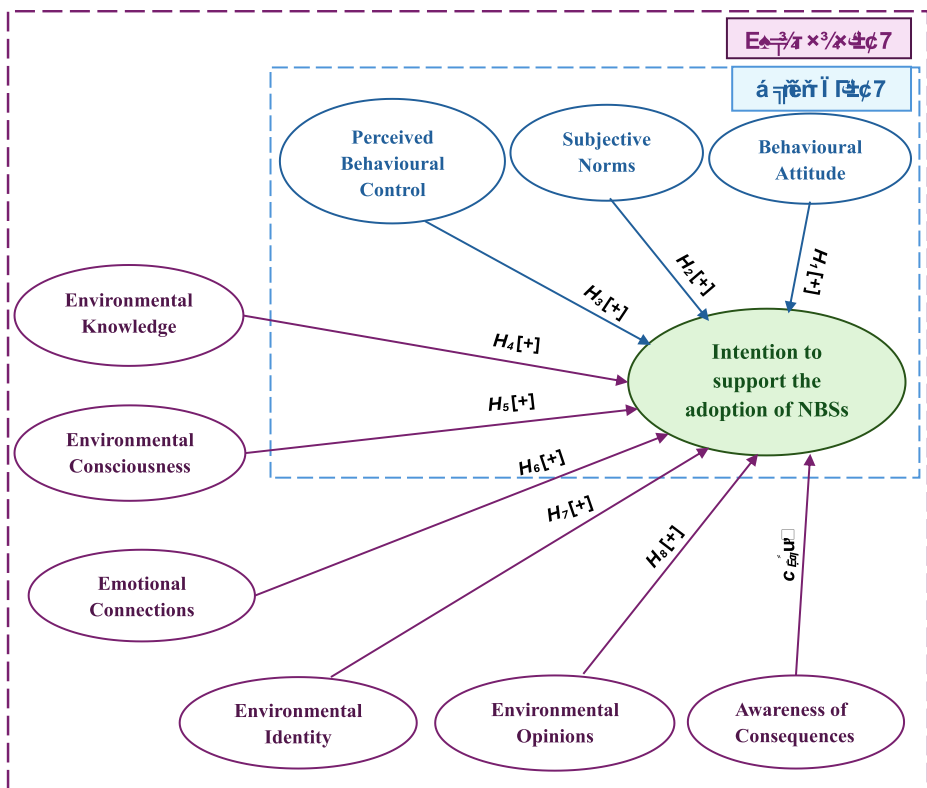 Perceived
Behavioural
Control
Subjective
Norms
Behavioural
Attitude
H₁[+]
H₂[+]
H₃[+]
Environmental
Knowledge
H₄[+]
Intention to
support the
adoption of NBSs
Environmental
Consciousness
H₅[+]
H₆[+]
H₇[+]
H₈[+]
Emotional
Connections
Environmental
Identity
Environmental
Opinions
Awareness of
Consequences